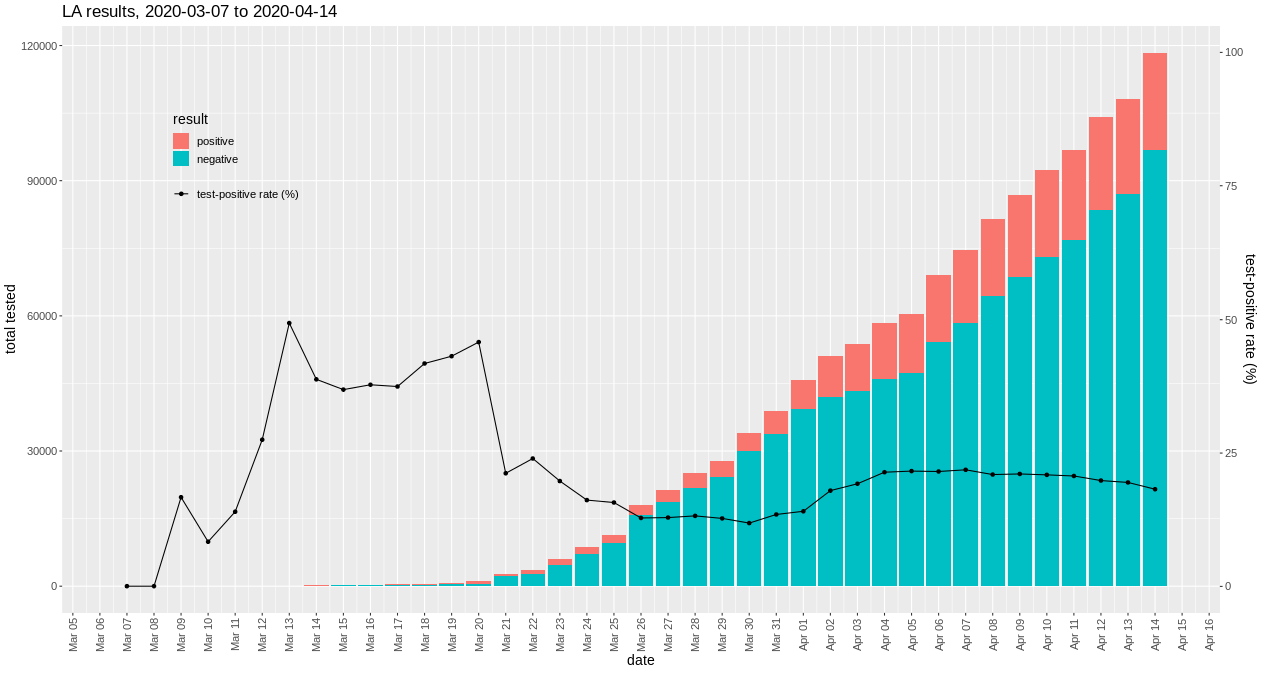 LA results, 2020-03-07 to 2020-04-14
120000
90000
60000
30000
0
total tested
result
positive
negative
test-positive rate (%)
100
75
50
25
0
test-positive rate (%)
Mar 05
Mar 06
Mar 07
Mar 08
Mar 09
Mar 10
Mar 11
Mar 12
Mar 13
Mar 14
Mar 15
Mar 16
Mar 17
Mar 18
Mar 19
Mar 20
Mar 21
Mar 22
Mar 23
Mar 24
Mar 25
Mar 26
Mar 27
Mar 28
Mar 29
Mar 30
Mar 31
Apr 01
Apr 02
Apr 03
Apr 04
Apr 05
Apr 06
Apr 07
Apr 08
Apr 09
Apr 10
Apr 11
Apr 12
Apr 13
Apr 14
Apr 15
Apr 16
date